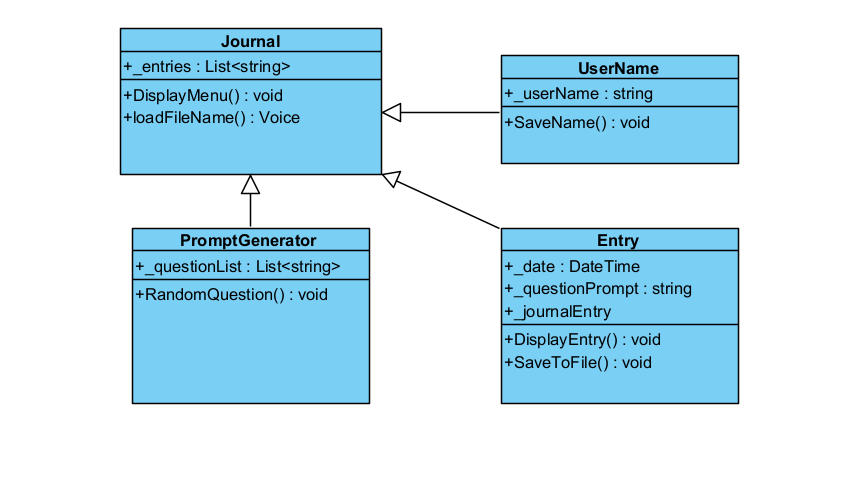 Journal
+_entries : List<string>
+DisplayMenu() : void
+loadFileName() : Voice
UserName
+_userName : string
+SaveName() : void
PromptGenerator
+_questionList : List<string>
+RandomQuestion() : void
Entry
+_date : DateTime
+_questionPrompt : string
+_journalEntry
+DisplayEntry() : void
+SaveToFile() : void